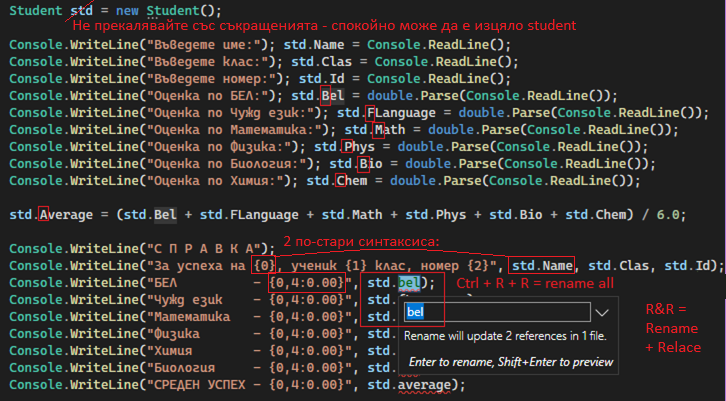 Student std = new Student();
Не прекалявайте със съкращенията - спокойно може да е изцяло student
Console.WriteLine("Въведете име:"); std.Name = Console.ReadLine();
Console.WriteLine("Въведете клас:"); std.Clas = Console.ReadLine();
Console.WriteLine("Въведете номер:"); std.Id = Console.ReadLine();
Console.WriteLine("Оценка по БЕЛ:"); std.Bel = double.Parse(Console.ReadLine());
Console.WriteLine("Оценка по Чужд език:"); std.FLanguage = double.Parse(Console.ReadLine());
Console.WriteLine("Оценка по Математика:"); std.Math = double.Parse(Console.ReadLine());
Console.WriteLine("Оценка по Физика:"); std.Phys = double.Parse(Console.ReadLine());
Console.WriteLine("Оценка по Биология:"); std.Bio = double.Parse(Console.ReadLine());
Console.WriteLine("Оценка по Химия:"); std.Chem = double.Parse(Console.ReadLine());
std.Average = (std.Bel + std.FLanguage + std.Math + std.Phys + std.Bio + std.Chem) / 6.0;
2 по-стари синтаксиса:
Console.WriteLine("С П Р А В К А");
Console.WriteLine("За успеха на {0}, ученик {1} клас, номер {2}", std.Name, std.Clas, std.Id);
Console.WriteLine("БЕЛ - {0,4:0.00}", std.bel); Ctrl + R + R = rename all
Console.WriteLine("Чужд език - {0,4:0.00}", std.
bel
R&R =
Console.WriteLine("Математика - {0,4:0.00}", std.
Rename will update 2 references in 1 file.
Rename
Console.WriteLine("Физика - {0,4:0.00}", std.
+ Relace
Console.WriteLine("Химия - {0,4:0.00}", std.
Enter to rename, Shift+Enter to preview
Console.WriteLine("Биология - {0,4:0.00}", std.
Console.WriteLine("СРЕДЕН УСПЕХ - {0,4:0.00}", std.average);